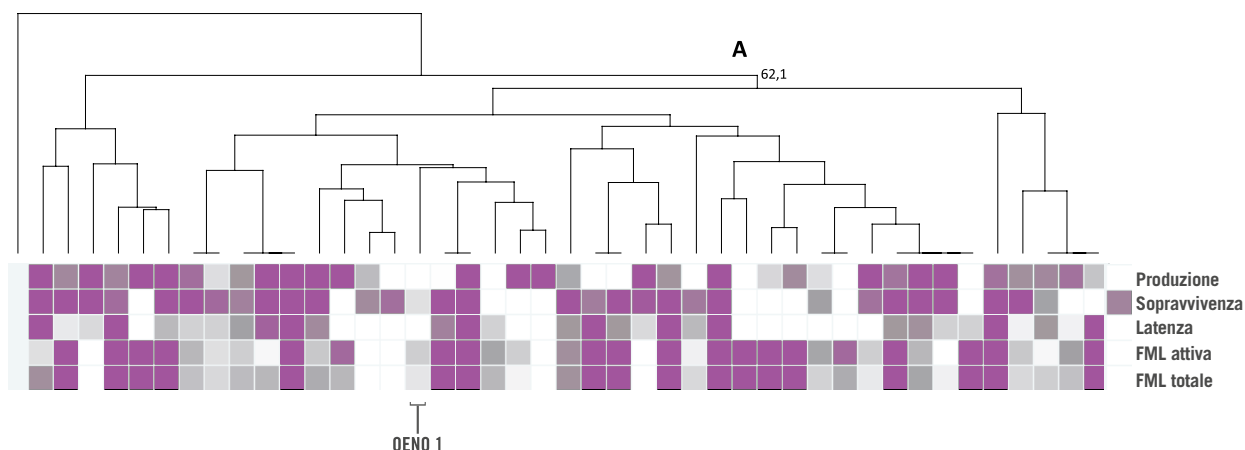 A
62,1
Produzione
Sopravvivenza
Latenza
FML attiva
FML totale
OENO 1